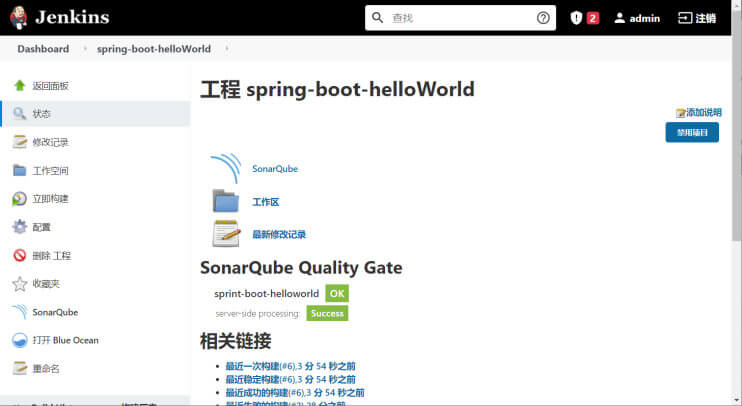 Jenkins
查找
2
admin
注销
Dashboard
spring-boot-helloWorld
返回面板
状态
修改记录
工作空间
立即构建
配置
删除 工程
收藏夹
SonarQube
打开 Blue Ocean
重命名
工程 spring-boot-helloWorld
添加说明
禁用项目
SonarQube
工作区
最新修改记录
SonarQube Quality Gate
sprint-boot-helloworld OK
server-side processing: Success
相关链接
最近一次构建(#6),3 分 54 秒之前
最近稳定构建(#6),3 分 54 秒之前
最近成功的构建(#6),3 分 54 秒之前